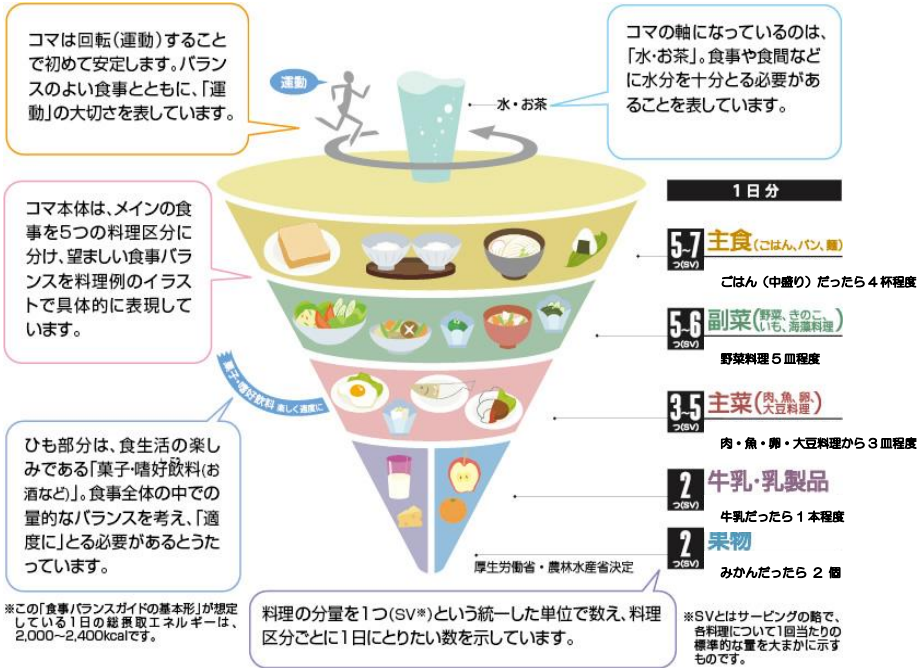 コマは回転(運動)すること
で初めて安定します。バラン
スのよい食事とともに、「運
動」の大切さを表しています。
運動
水・お茶
コマの軸になっているのは、
「水・お茶」。食事や食間など
に水分を十分とる必要があ
ることを表しています。
コマ本体は、メインの食
事を5つの料理区分に
分け、望ましい食事バラ
ンスを料理例のイラス
トで具体的に表現して
います。
1日分
5~7
つ(SV)
主食(ごはん、パン、麺)
ごはん（中盛り）だったら４杯程度
5~6
つ(SV)
副菜(野菜、きのこ、
いも、海藻料理)
野菜料理５皿程度
3~5
つ(SV)
主菜(肉、魚、卵、
大豆料理)
肉・魚・卵・大豆料理から３皿程度
2
つ(SV)
牛乳・乳製品
牛乳だったら１本程度
2
つ(SV)
果物
みかんだったら ２ 個
菓子・嗜好飲料 楽しく適度に
ひも部分は、食生活の楽し
みである「菓子・嗜好飲料(お
酒など)」。食事全体の中での
量的なバランスを考え、「適
度に」とる必要があるとうた
っています。
厚生労働省・農林水産省決定
※この「食事バランスガイドの基本形」が想定
している1日の総摂取エネルギーは、
2,000~2,400kcalです。
料理の分量を1つ(SV※)という統一した単位で数え、料理
区分ごとに1日にとりたい数を示しています。
※SVとはサービングの略で、
各料理について1回当たりの
標準的な量を大まかに示す
ものです。